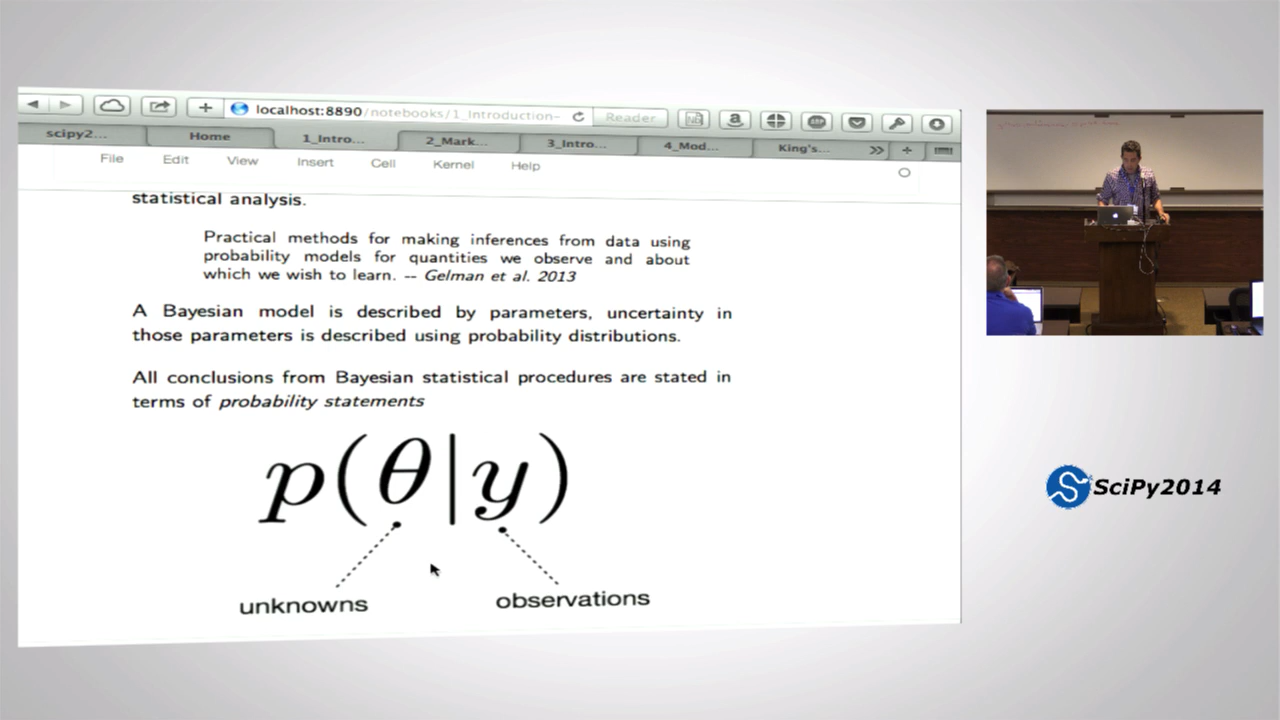 localhost:8890/notebooks/1_Introduction-
Reader
scipy2...
Home
1_Intro...
2_Mark...
3_Intro...
4_Mod...
King's...
File Edit View Insert Cell Kernel Help
statistical analysis.
Practical methods for making inferences from data using
probability models for quantities we observe and about
which we wish to learn. -- Gelman et al. 2013
A Bayesian model is described by parameters, uncertainty in
those parameters is described using probability distributions.
All conclusions from Bayesian statistical procedures are stated in
terms of probability statements
p(θ|y)
unknowns
observations
SciPy2014